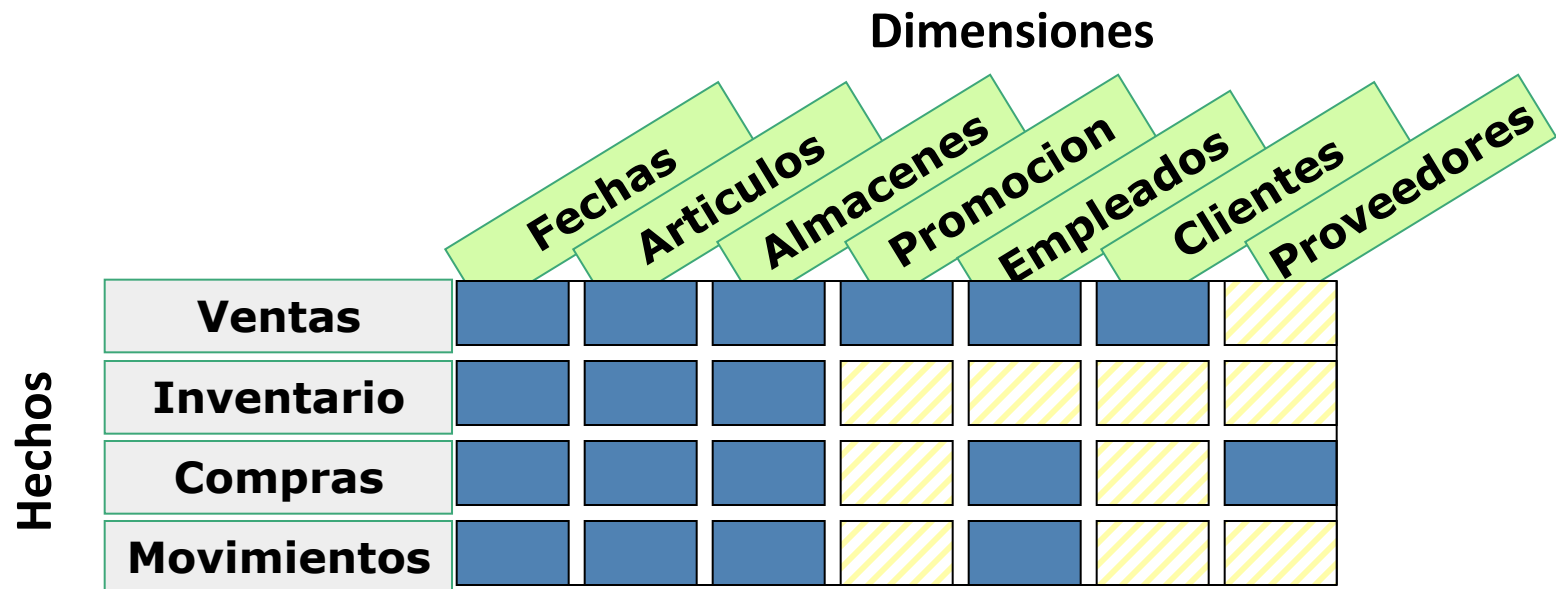 Dimensiones
Fechas
Articulos
Almacenes
Promocion
Empleados
Clientes
Proveedores
Hechos
Ventas
Inventario
Compras
Movimientos